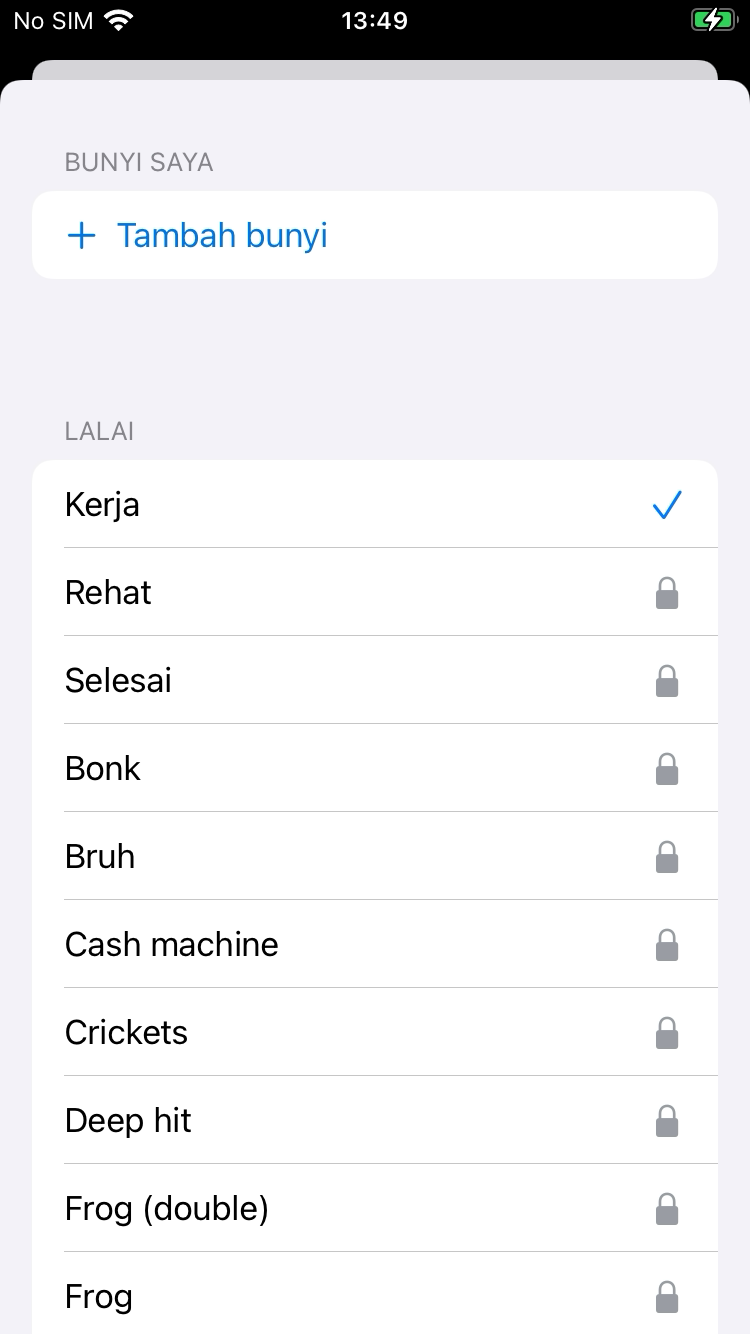 No SIM 13:49
BUNYI SAYA
+ Tambah bunyi
LALAI
Kerja
Rehat
Selesai
Bonk
Bruh
Cash machine
Crickets
Deep hit
Frog (double)
Frog